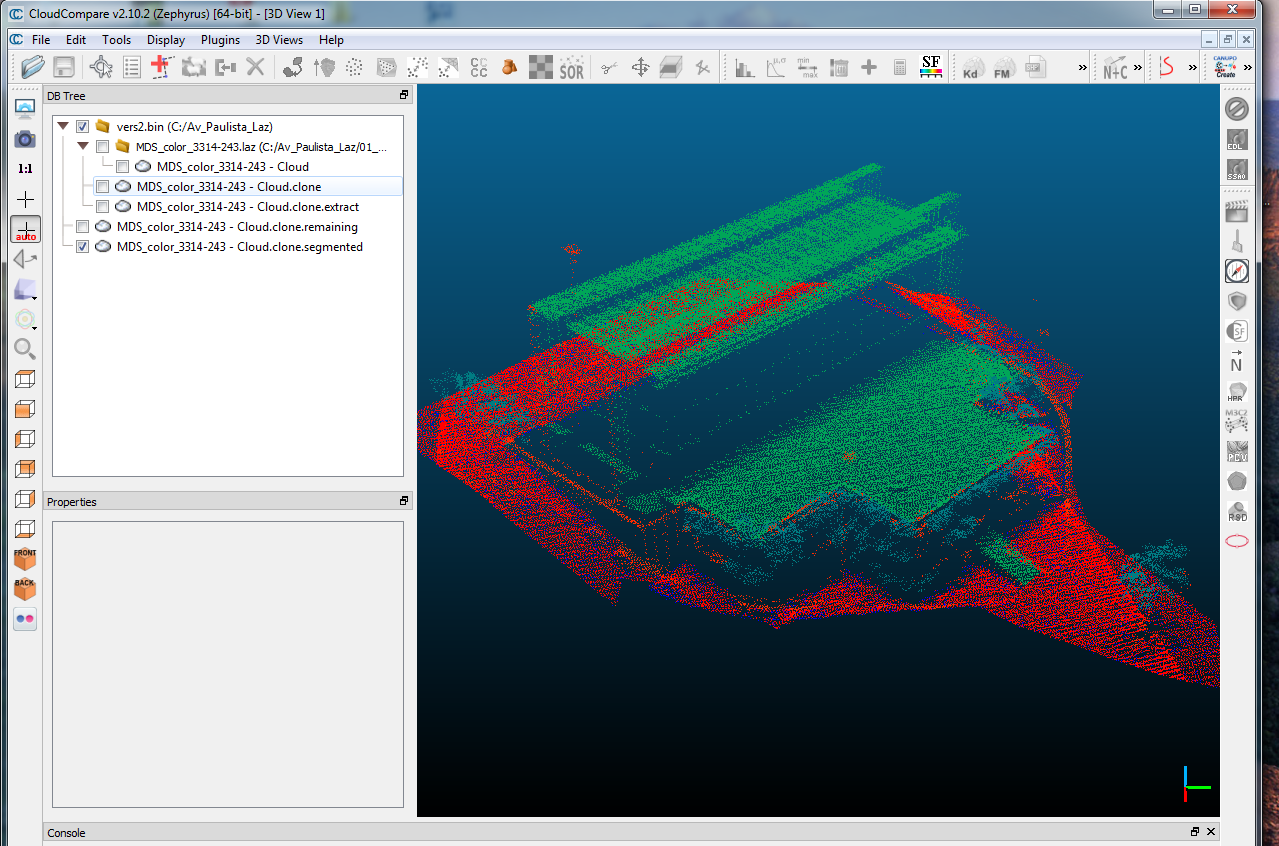 CloudCompare v2.10.2 (Zephyrus) [64-bit] - [3D View 1]
File Edit Tools Display Plugins 3D Views Help
CC
CC
SOR
μ,σ
min
max
SF
Kd
FM
N+C
CANUPO
Create
DB Tree
vers2.bin (C:/Av_Paulista_Laz)
MDS_color_3314-243.laz (C:/Av_Paulista_Laz/01_...
MDS_color_3314-243 - Cloud
MDS_color_3314-243 - Cloud.clone
MDS_color_3314-243 - Cloud.clone.extract
MDS_color_3314-243 - Cloud.clone.remaining
MDS_color_3314-243 - Cloud.clone.segmented
1:1
auto
Properties
FRONT
BACK
EDL
SSAO
SF
N
HPR
M3C2
PCV
RSD
Console